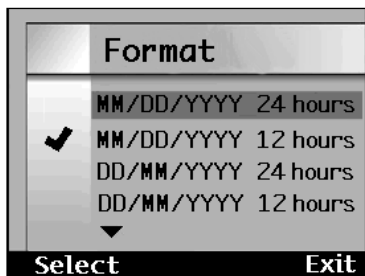 Format
MM/DD/YYYY 24 hours
MM/DD/YYYY 12 hours
DD/MM/YYYY 24 hours
DD/MM/YYYY 12 hours
Select Exit